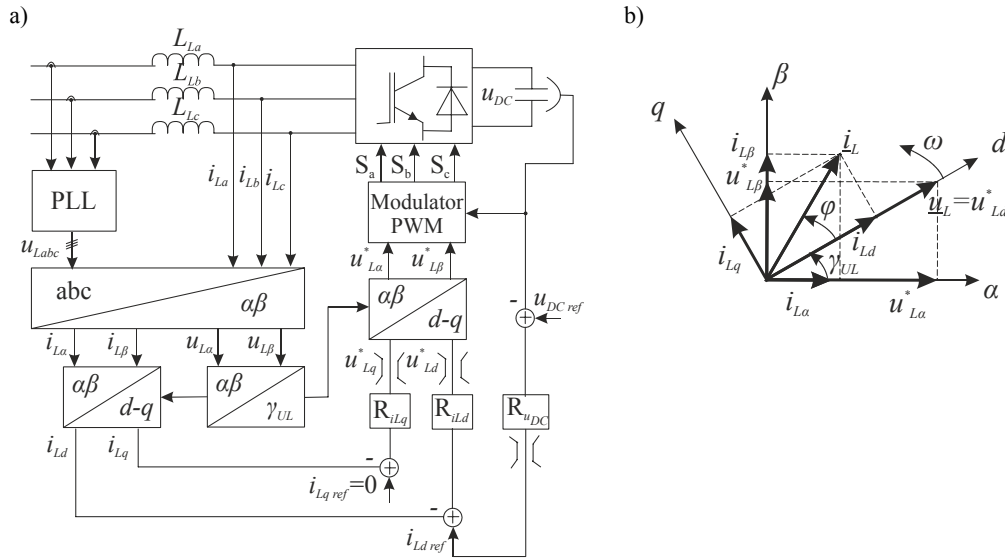 a)
L_La
L_Lb
L_Lc
u_DC
i_La i_Lb i_Lc
S_a S_b S_c
PLL
Modulator
PWM
u_Labc
u*_Lα u*_Lβ
abc
αβ
αβ
d-q
u_DC ref
-
i_Lα i_Lβ u_Lα u_Lβ
u*_Lq u*_Ld
αβ
d-q
αβ
γ_UL
R_iLq R_iLd R_uDC
i_Ld i_Lq
-
i_Lq ref=0
-
i_Ld ref
b)
β
q
i_Lβ
i_L
ω
d
u*_Lβ
u_L=u*_Ld
φ
i_Lq
i_Ld
γ_UL
α
i_Lα
u*_Lα